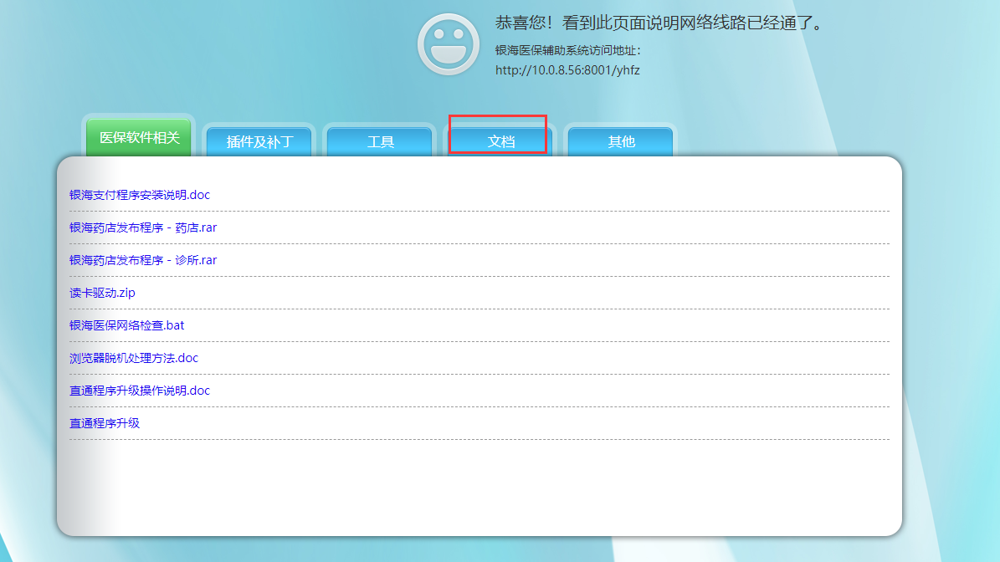 恭喜您！看到此页面说明网络线路已经通了。
银海医保辅助系统访问地址：
http://10.0.8.56:8001/yhfz
医保软件相关 插件及补丁 工具 文档 其他
银海支付程序安装说明.doc
银海药店发布程序 - 药店.rar
银海药店发布程序 - 诊所.rar
读卡驱动.zip
银海医保网络检查.bat
浏览器脱机处理方法.doc
直通程序升级操作说明.doc
直通程序升级